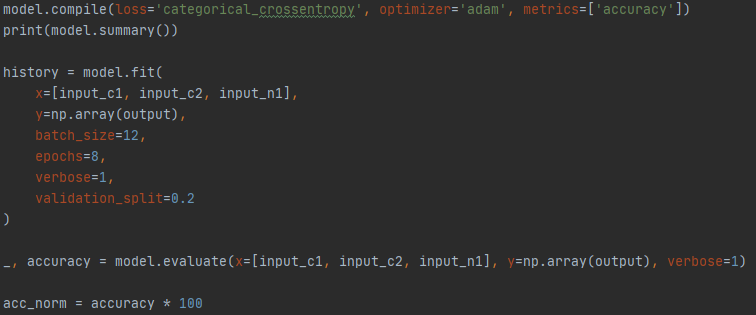 model.compile(loss='categorical_crossentropy', optimizer='adam', metrics=['accuracy'])
print(model.summary())
history = model.fit(
x=[input_c1, input_c2, input_n1],
y=np.array(output),
batch_size=12,
epochs=8,
verbose=1,
validation_split=0.2
)
_, accuracy = model.evaluate(x=[input_c1, input_c2, input_n1], y=np.array(output), verbose=1)
acc_norm = accuracy * 100